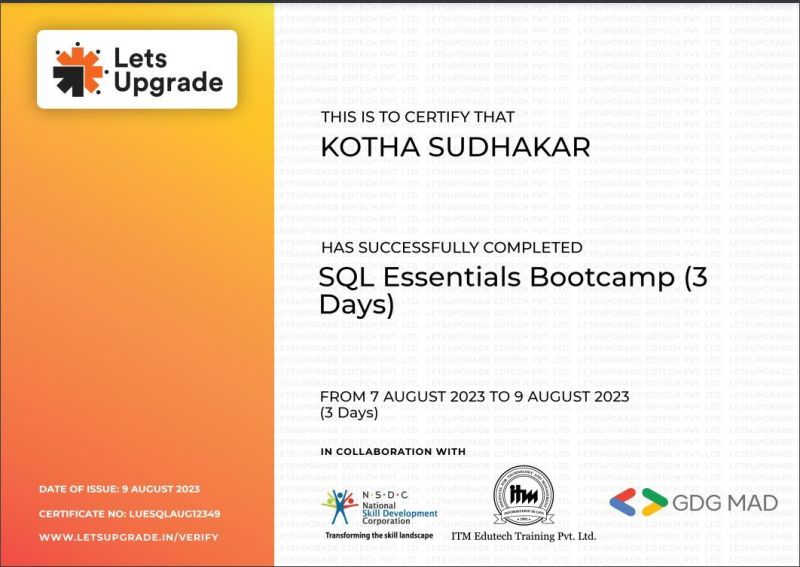 Lets
Upgrade
THIS IS TO CERTIFY THAT
KOTHA SUDHAKAR
HAS SUCCESSFULLY COMPLETED
SQL Essentials Bootcamp (3
Days)
FROM 7 AUGUST 2023 TO 9 AUGUST 2023
(3 Days)
IN COLLABORATION WITH
N·S·D·C
National
Skill Development
Corporation
Transforming the skill landscape
itm
ITM Edutech Training Pvt. Ltd.
GDG MAD
DATE OF ISSUE: 9 AUGUST 2023
CERTIFICATE NO: LUESQLAUG12349
WWW.LETSUPGRADE.IN/VERIFY